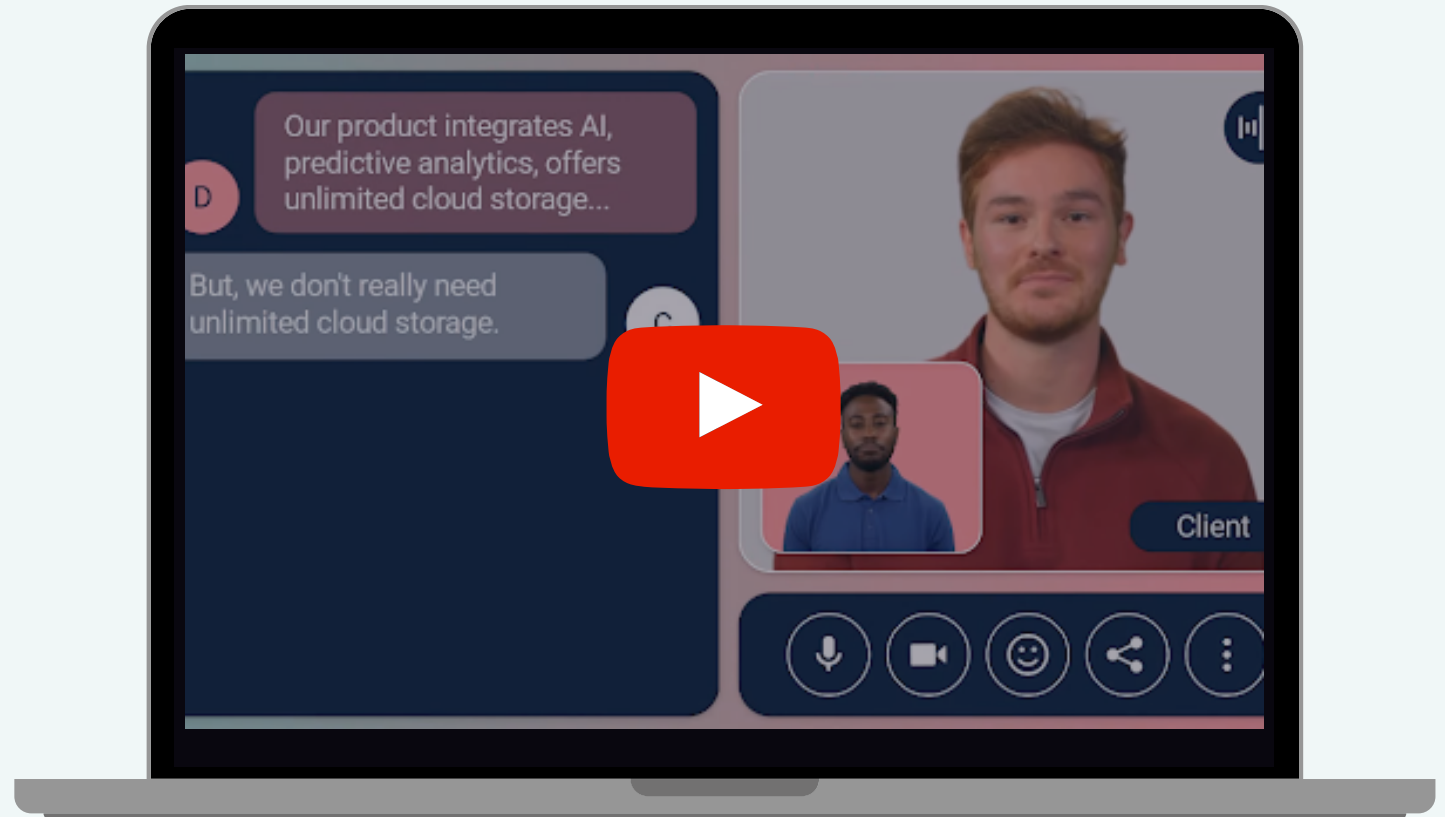 Our product integrates AI,
predictive analytics, offers
unlimited cloud storage...
D
But, we don't really need
unlimited cloud storage.
C
Client